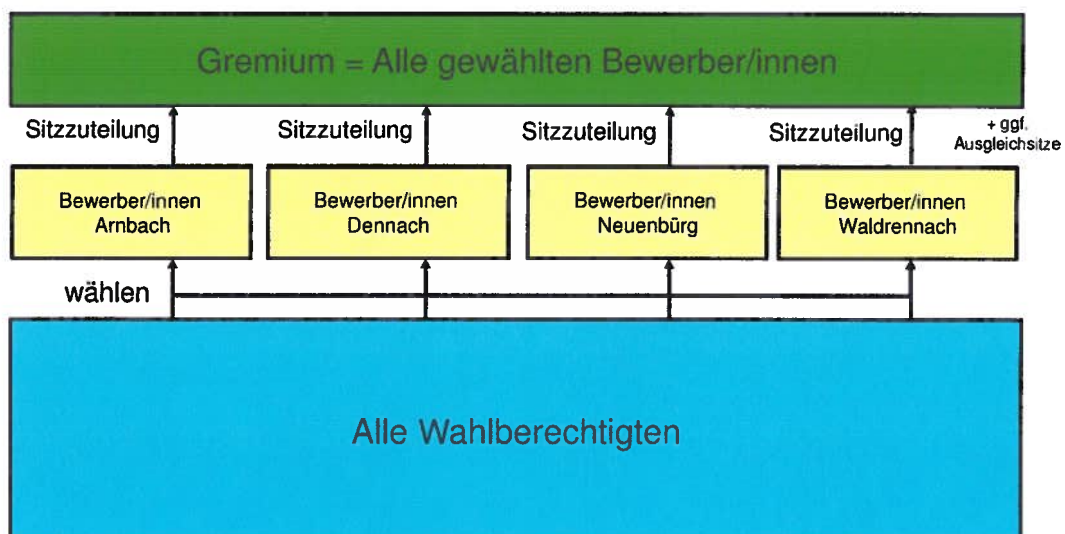 Gremium = Alle gewählten Bewerber/innen
Sitzzuteilung
Sitzzuteilung
Sitzzuteilung
Sitzzuteilung
+ ggf.
Ausgleichsitze
Bewerber/innen
Arnbach
Bewerber/innen
Dennach
Bewerber/innen
Neuenbürg
Bewerber/innen
Waldrennach
wählen
Alle Wahlberechtigten